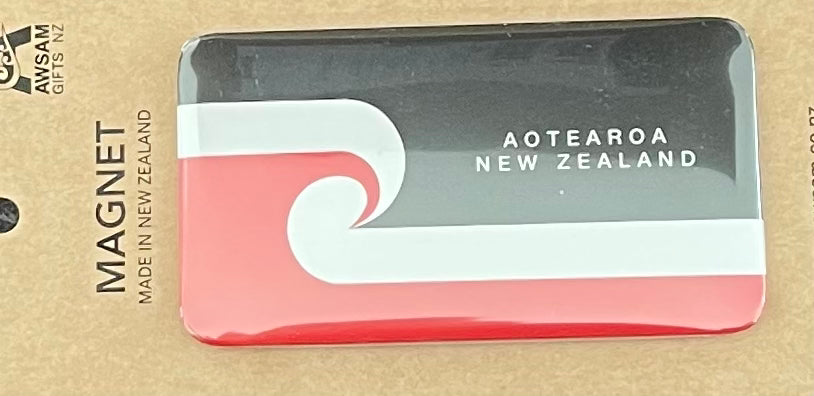 AWSAM
GIFTS NZ
MAGNET
MADE IN NEW ZEALAND
AOTEAROA
NEW ZEALAND